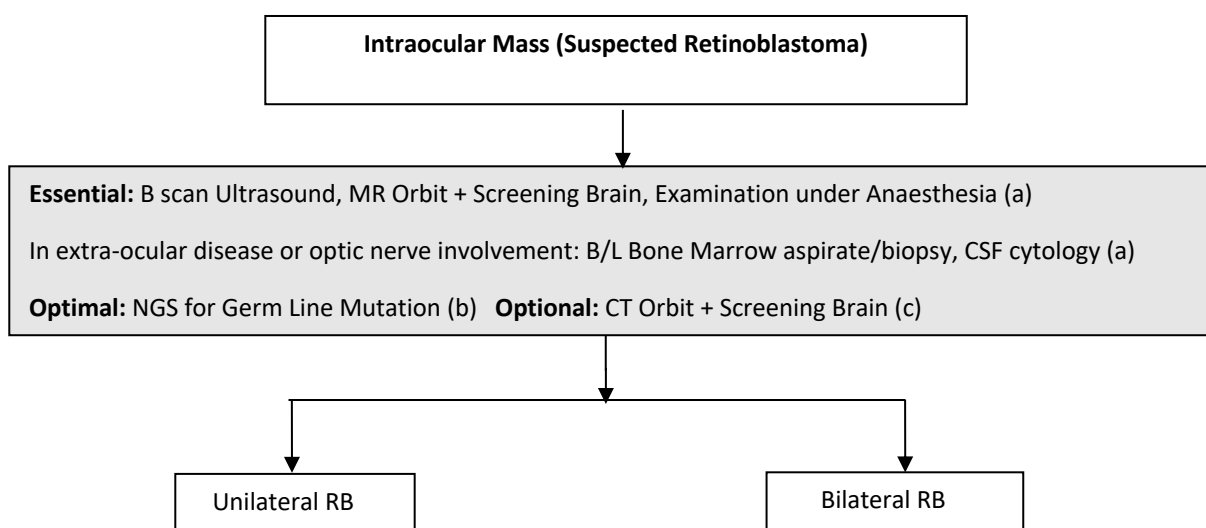 Intraocular Mass (Suspected Retinoblastoma)
Essential: B scan Ultrasound, MR Orbit + Screening Brain, Examination under Anaesthesia (a)
In extra-ocular disease or optic nerve involvement: B/L Bone Marrow aspirate/biopsy, CSF cytology (a)
Optimal: NGS for Germ Line Mutation (b) Optional: CT Orbit + Screening Brain (c)
Unilateral RB
Bilateral RB